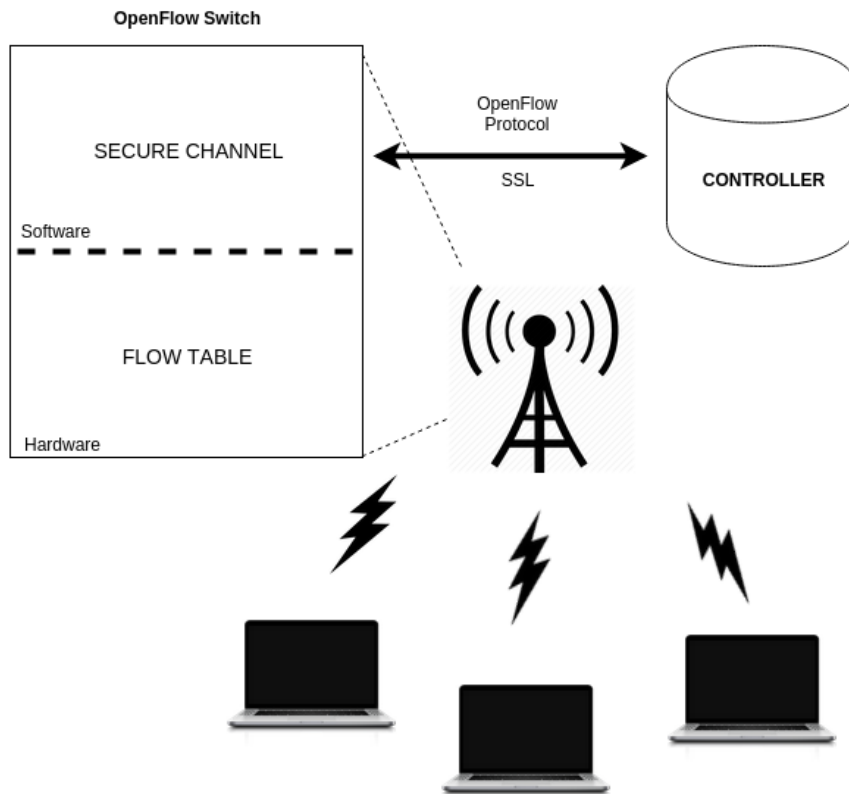 OpenFlow Switch
SECURE CHANNEL
Software
FLOW TABLE
Hardware
OpenFlow
Protocol
SSL
CONTROLLER